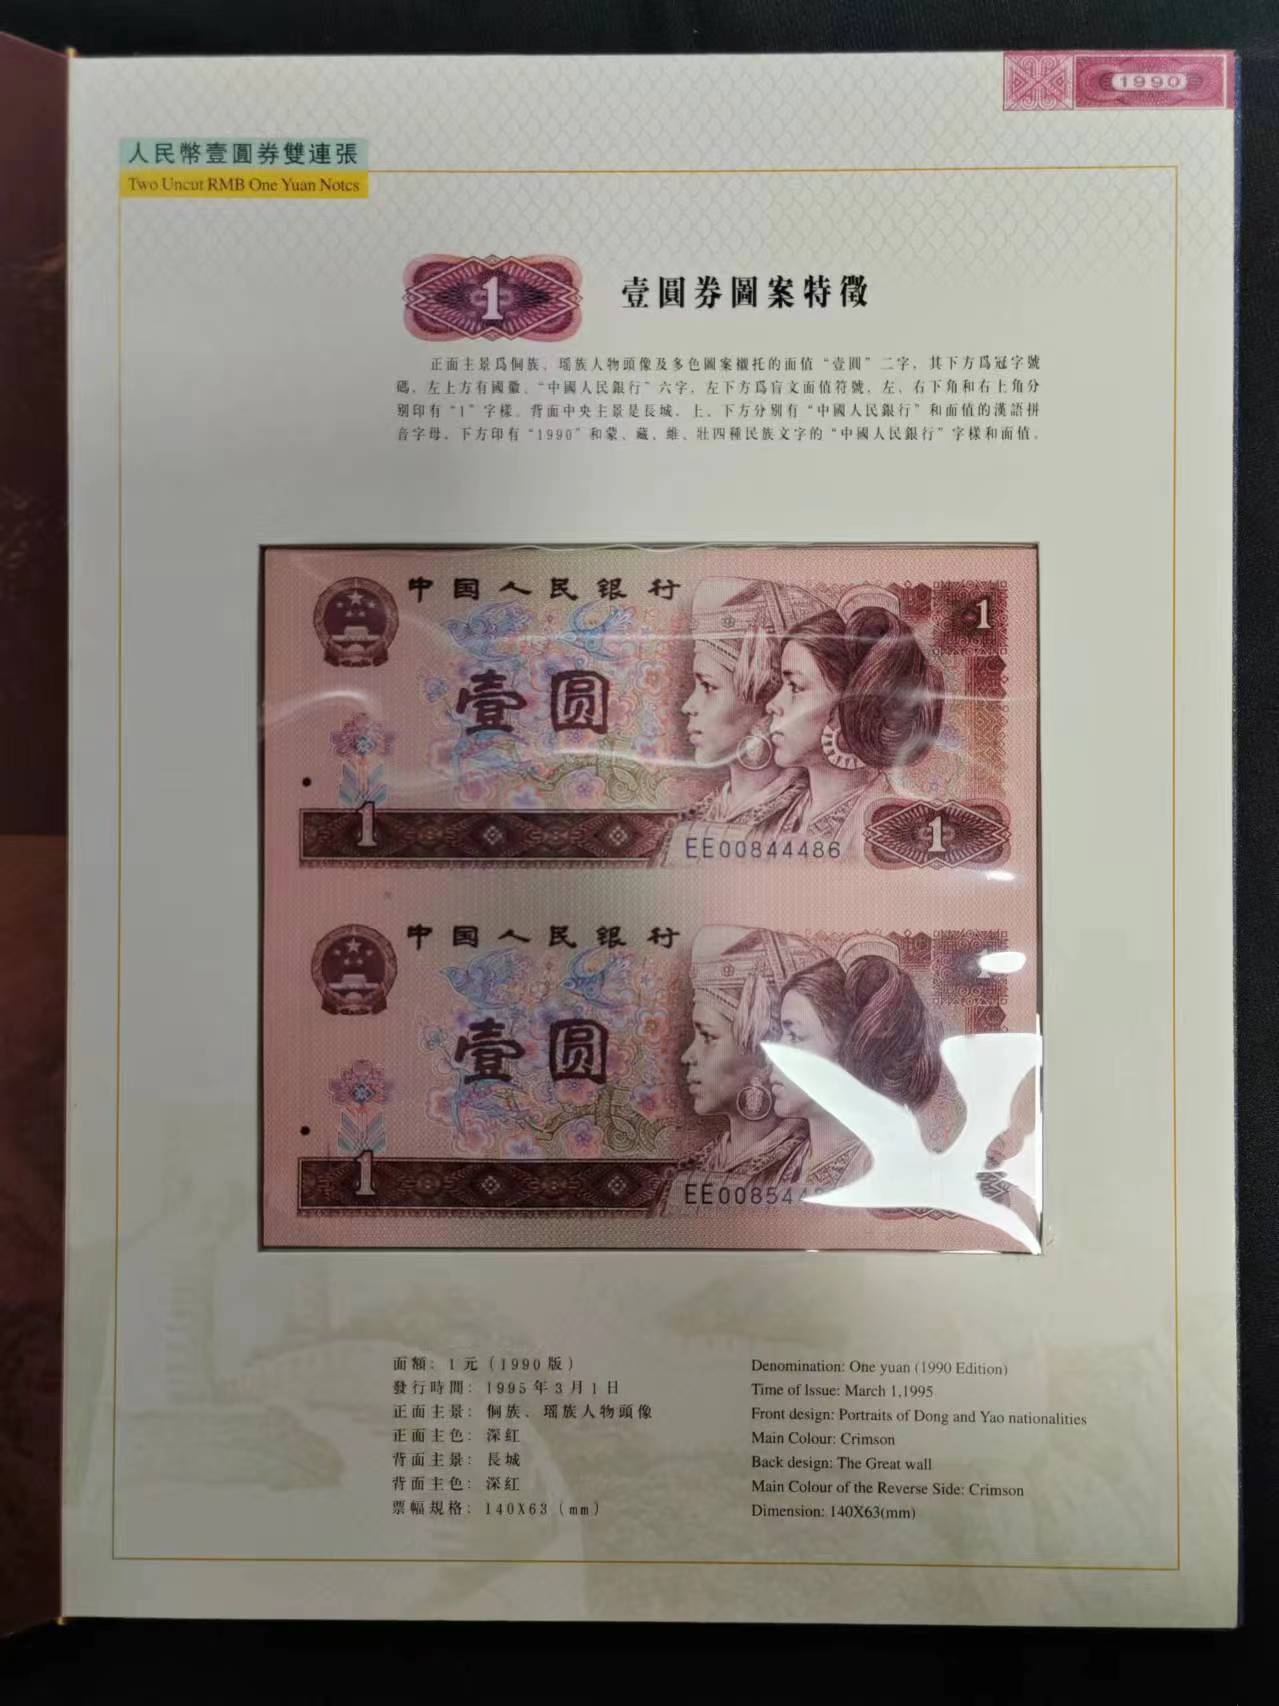 1990
人民幣壹圓券雙連張
Two Uncut RMB One Yuan Notes
1
壹圓券圖案特徵
正面主景爲侗族、瑶族人物頭像及多色圖案襯托的面值“壹圓”二字，其下方爲冠字號
碼，左上方有國徽、“中國人民銀行”六字，左下方爲盲文面值符號，左、右下角和右上角分
别印有“1”字樣。背面中央主景是長城，上、下方分别有“中國人民銀行”和面值的漢語拼
音字母，下方印有“1990”和蒙、藏、維、壯四種民族文字的“中國人民銀行”字樣和面值。
中国人民银行
1
壹圆
1
EE00844486
1
中国人民银行
1
壹圆
1
EE008544
面額：1元（1990版）
發行時間：1995年3月1日
正面主景：侗族、瑶族人物頭像
正面主色：深紅
背面主景：長城
背面主色：深紅
票幅規格：140X63（mm）
Denomination: One yuan (1990 Edition)
Time of Issue: March 1,1995
Front design: Portraits of Dong and Yao nationalities
Main Colour: Crimson
Back design: The Great wall
Main Colour of the Reverse Side: Crimson
Dimension: 140X63(mm)